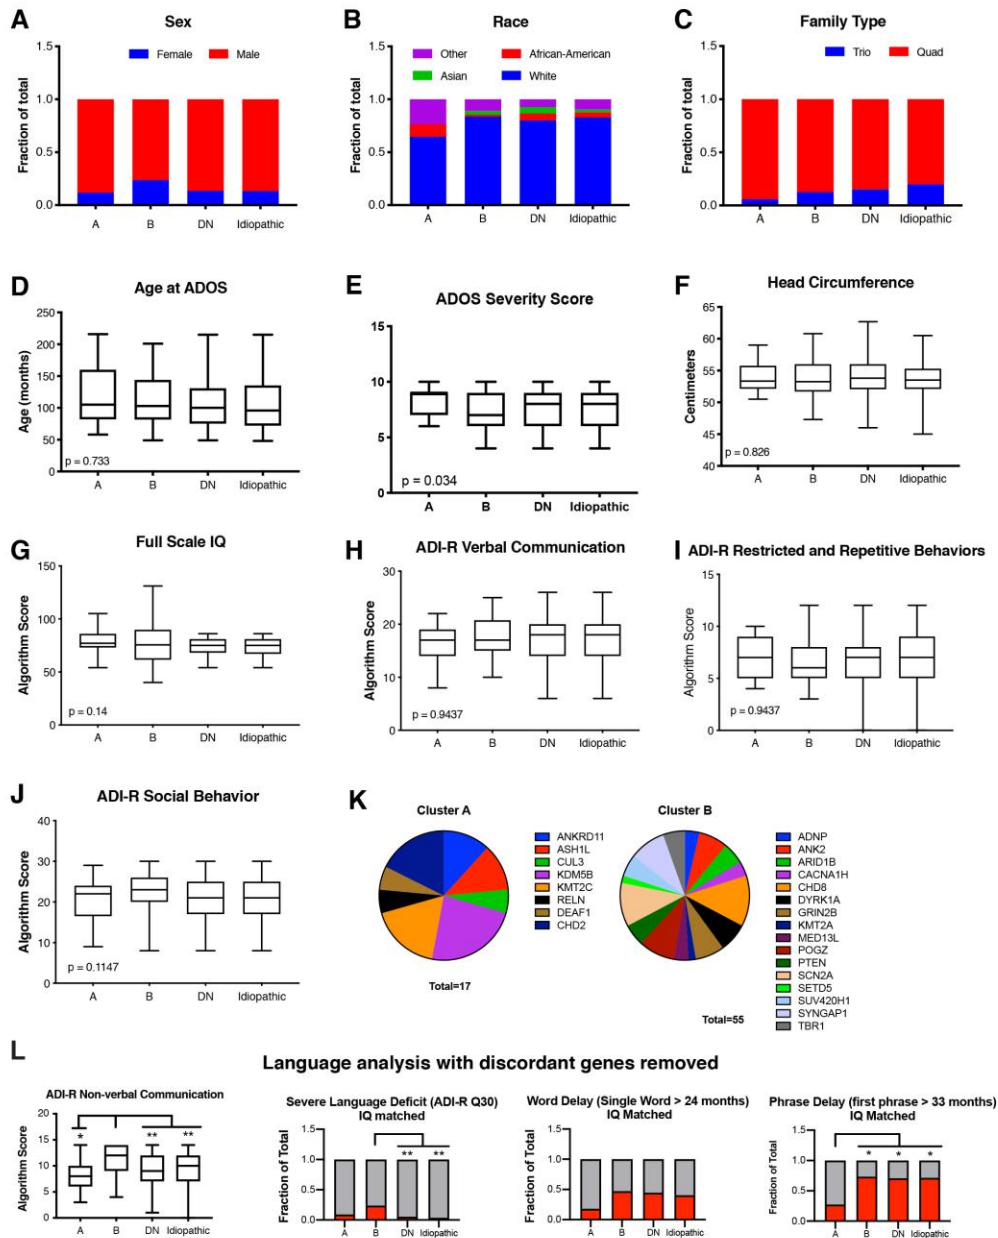 A
Sex
Female Male
Fraction of total
1.5
1.0
0.5
0.0
A B DN Idiopathic
B
Race
Other African-American
Asian White
Fraction of total
1.5
1.0
0.5
0.0
A B DN Idiopathic
C
Family Type
Trio Quad
Fraction of total
1.5
1.0
0.5
0.0
A B DN Idiopathic
D
Age at ADOS
Age (months)
250
200
150
100
50
0
p = 0.733
A B DN Idiopathic
E
ADOS Severity Score
15
10
5
0
p = 0.034
A B DN Idiopathic
F
Head Circumference
Centimeters
65
60
55
50
45
40
p = 0.826
A B DN Idiopathic
G
Full Scale IQ
Algorithm Score
150
100
50
0
p = 0.14
A B DN Idiopathic
H
ADI-R Verbal Communication
Algorithm Score
30
20
10
0
p = 0.9437
A B DN Idiopathic
I
ADI-R Restricted and Repetitive Behaviors
Algorithm Score
15
10
5
0
p = 0.9437
A B DN Idiopathic
J
ADI-R Social Behavior
Algorithm Score
40
30
20
10
0
p = 0.1147
A B DN Idiopathic
K
Cluster A
ANKRD11
ASH1L
CUL3
KDM5B
KMT2C
RELN
DEAF1
CHD2
Total=17
Cluster B
ADNP
ANK2
ARID1B
CACNA1H
CHD8
DYRK1A
GRIN2B
KMT2A
MED13L
POGZ
PTEN
SCN2A
SETD5
SUV420H1
SYNGAP1
TBR1
Total=55
L
Language analysis with discordant genes removed
ADI-R Non-verbal Communication
Algorithm Score
20
15
10
5
0
* ** **
A B DN Idiopathic
Severe Language Deficit (ADI-R Q30)
IQ matched
Fraction of Total
1.5
1.0
0.5
0.0
** **
A B DN Idiopathic
Word Delay (Single Word > 24 months)
IQ Matched
Fraction of Total
1.5
1.0
0.5
0.0
A B DN Idiopathic
Phrase Delay (first phrase > 33 months)
IQ Matched
Fraction of Total
1.5
1.0
0.5
0.0
* * *
A B DN Idiopathic